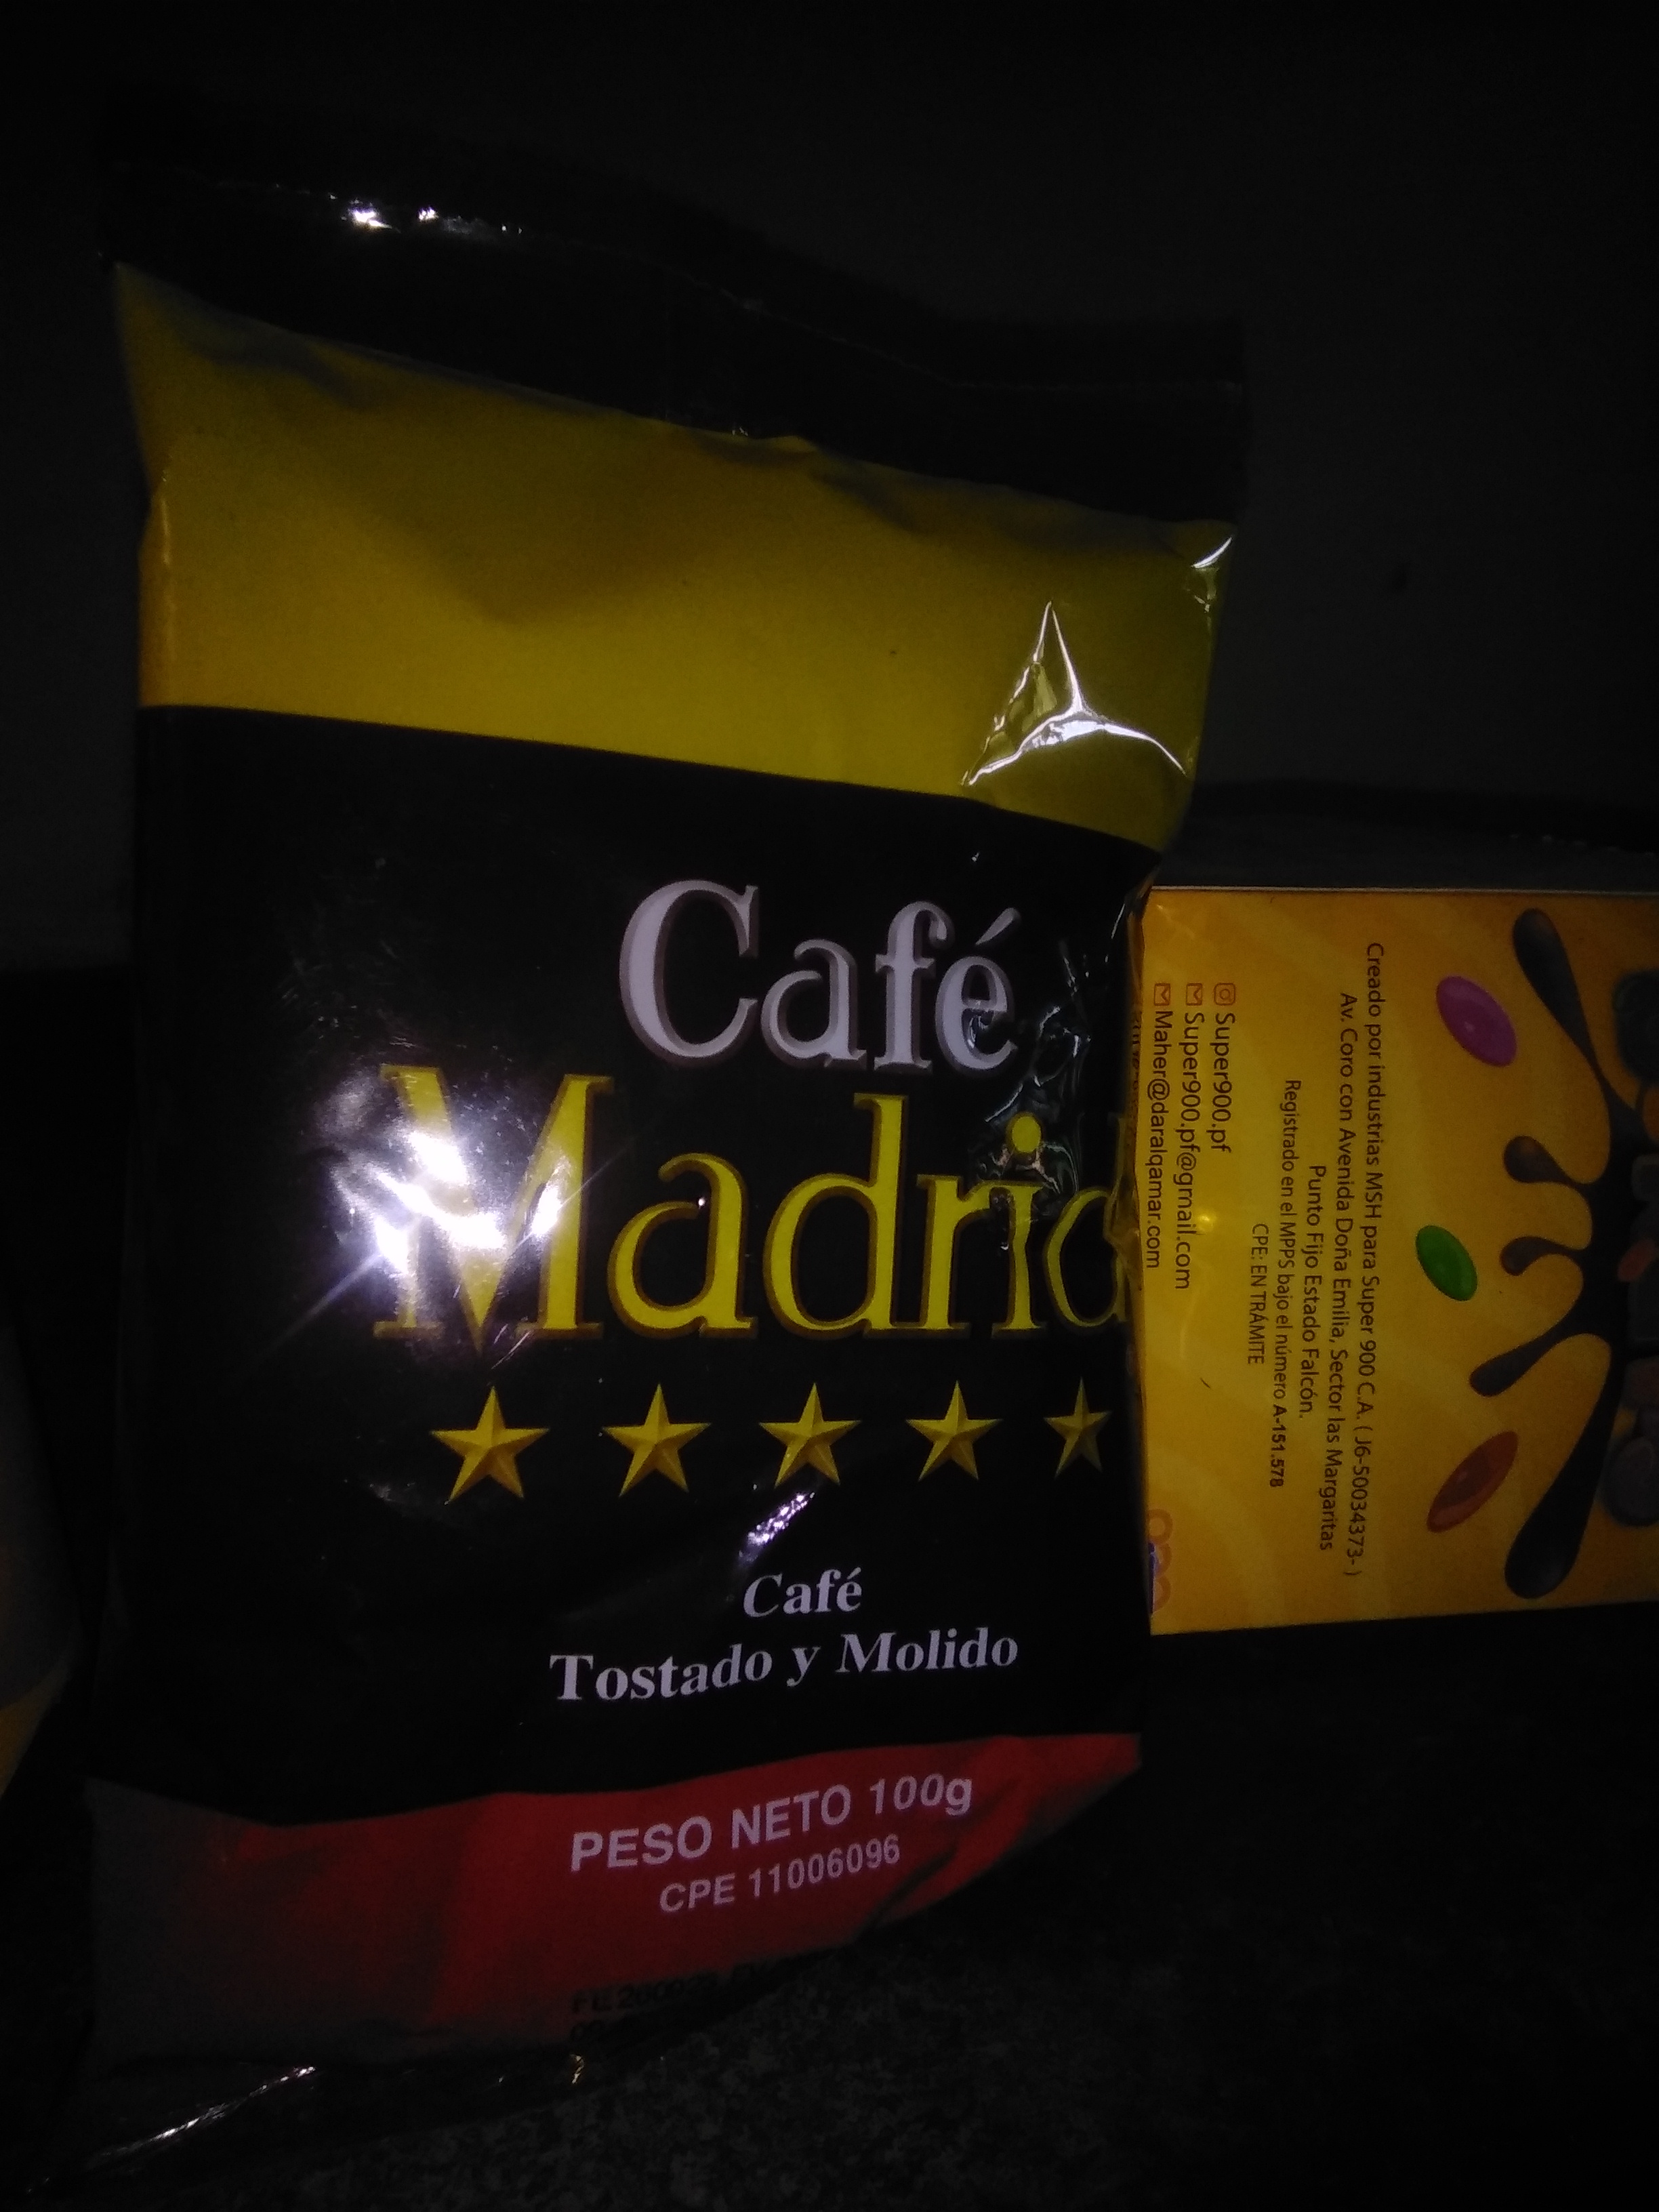 Café
Madrid
Café
Tostado y Molido
PESO NETO 100g
CPE 11006096
Creado por industrias MSH para Super 900 C.A. ( J6-50034373- )
Av. Coro con Avenida Doña Emilia, Sector las Margaritas
Punto Fijo Estado Falcón.
Registrado en el MPPS bajo el número A-151.578
CPE: EN TRÁMITE
Super900.pf
Super900.pf@gmail.com
Maher@daralqamar.com